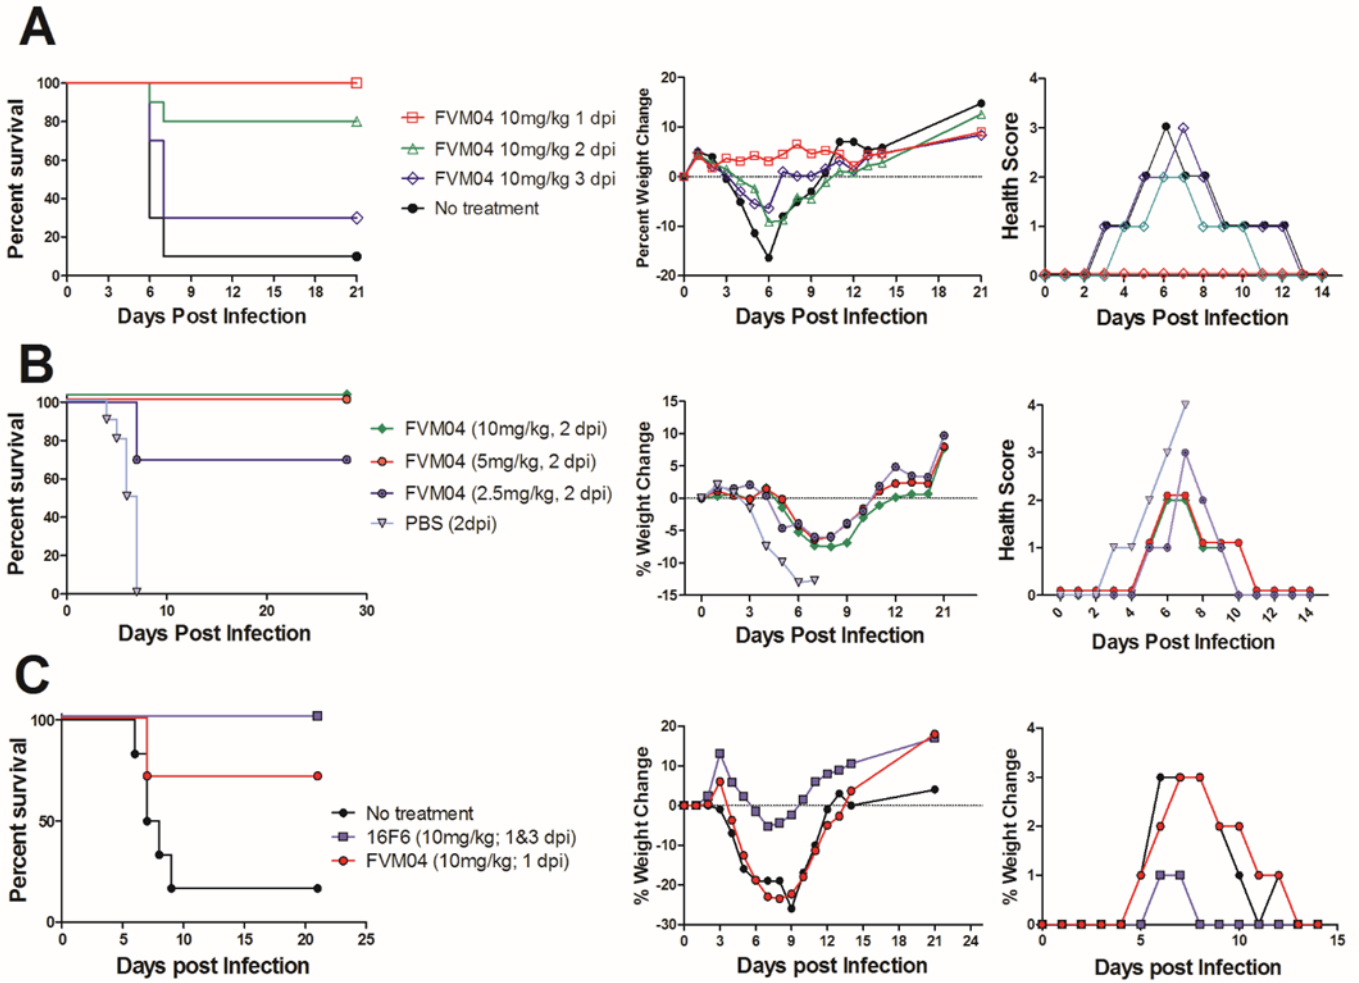 A
Percent survival
100
80
60
40
20
0
0 3 6 9 12 15 18 21
Days Post Infection
FVM04 10mg/kg 1 dpi
FVM04 10mg/kg 2 dpi
FVM04 10mg/kg 3 dpi
No treatment
Percent Weight Change
20
10
0
-10
-20
0 3 6 9 12 15 18 21
Days Post Infection
Health Score
4
3
2
1
0
0 2 4 6 8 10 12 14
Days Post Infection
B
Percent survival
100
80
60
40
20
0
0 10 20 30
Days Post Infection
FVM04 (10mg/kg, 2 dpi)
FVM04 (5mg/kg, 2 dpi)
FVM04 (2.5mg/kg, 2 dpi)
PBS (2dpi)
% Weight Change
15
10
5
0
-5
-10
-15
0 3 6 9 12 21
Days Post Infection
Health Score
4
3
2
1
0
0 2 4 6 8 10 12 14
Days Post Infection
C
Percent survival
100
50
0
0 5 10 15 20 25
Days post Infection
No treatment
16F6 (10mg/kg; 1&3 dpi)
FVM04 (10mg/kg; 1 dpi)
% Weight Change
20
10
0
-10
-20
-30
0 3 6 9 12 15 18 21 24
Days post Infection
% Weight Change
4
3
2
1
0
0 5 10 15
Days post Infection